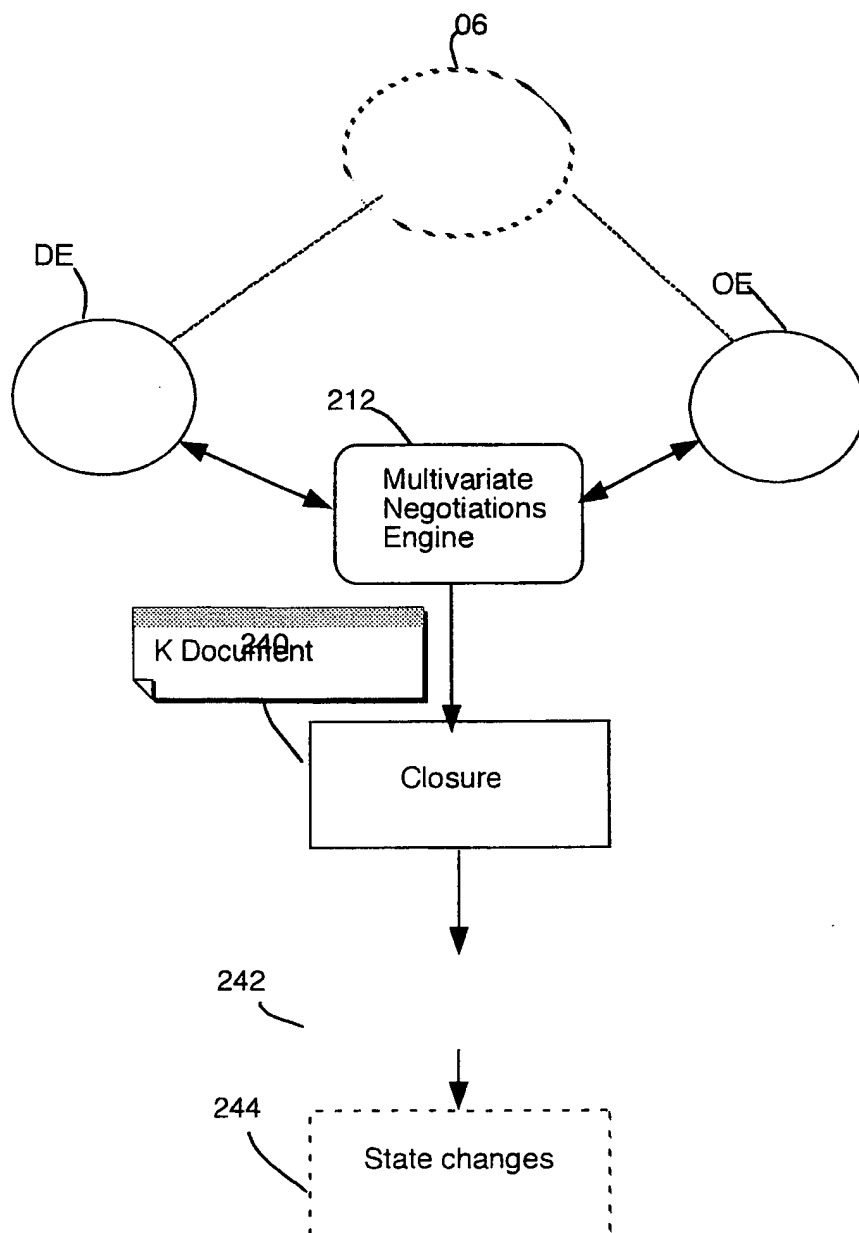 06
DE
OE
212
Multivariate
Negotiations
Engine
240
K Document
Closure
242
244
State changes